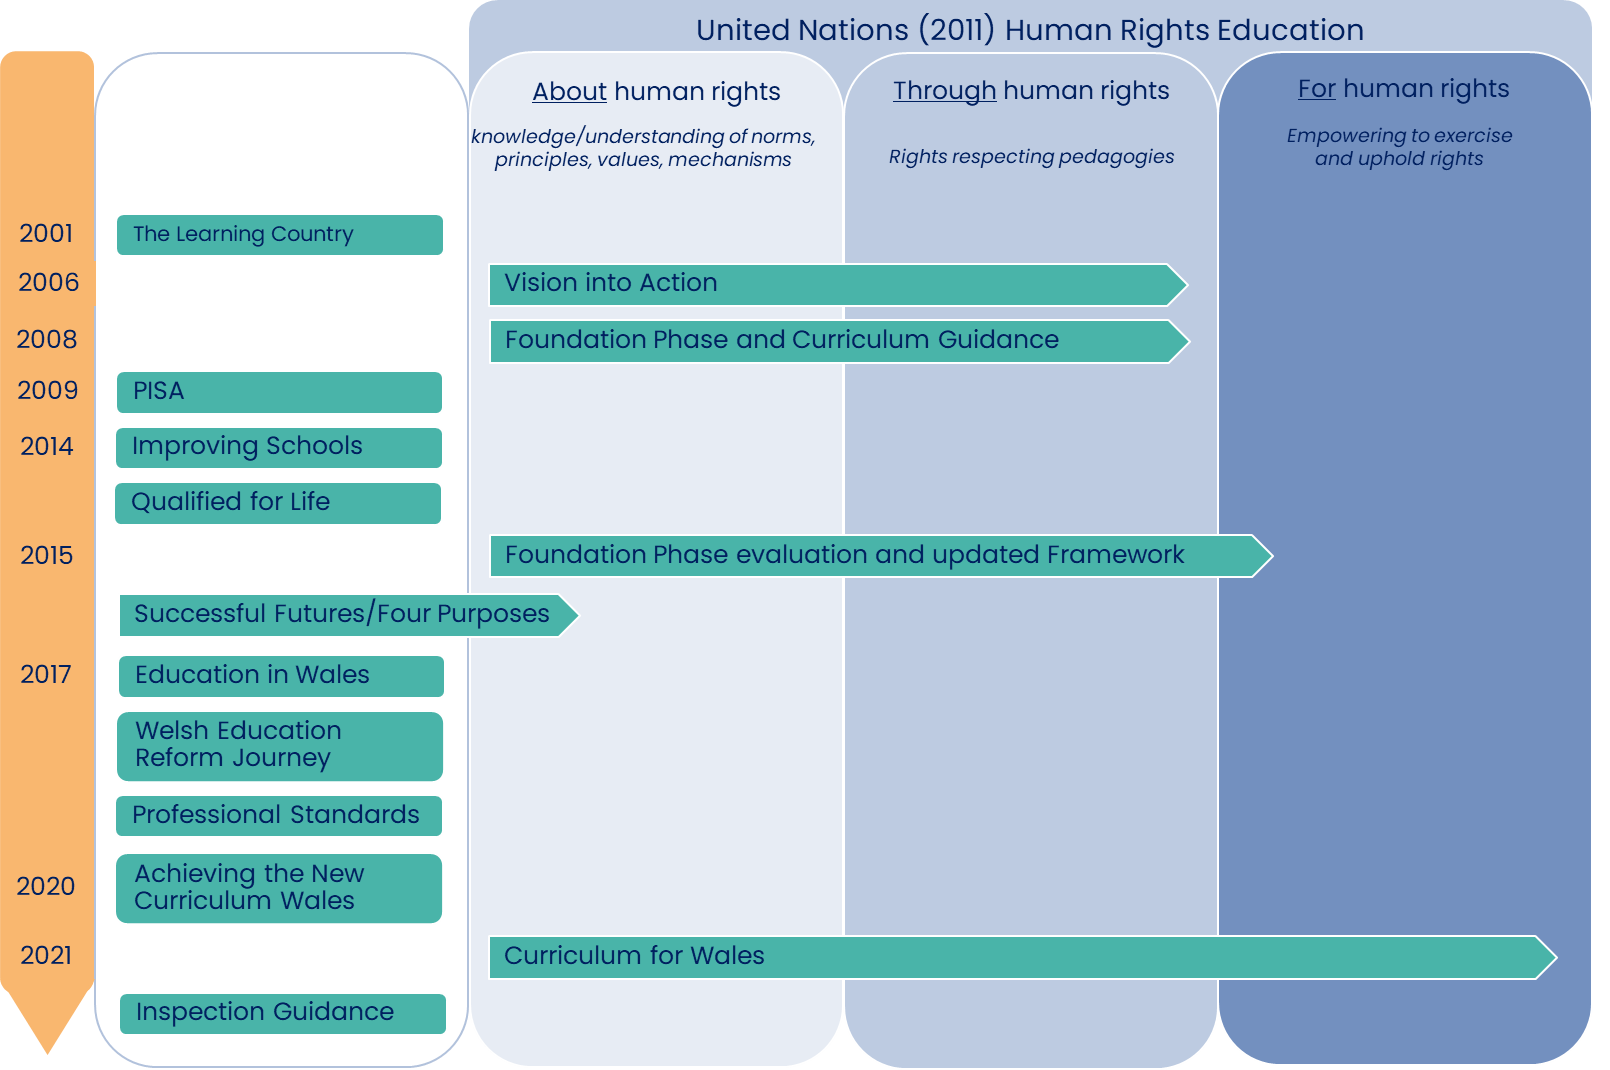 United Nations (2011) Human Rights Education
About human rights
knowledge/understanding of norms,
principles, values, mechanisms
Through human rights
Rights respecting pedagogies
For human rights
Empowering to exercise
and uphold rights
2001
The Learning Country
2006
Vision into Action
2008
Foundation Phase and Curriculum Guidance
2009
PISA
2014
Improving Schools
Qualified for Life
2015
Foundation Phase evaluation and updated Framework
Successful Futures/Four Purposes
2017
Education in Wales
Welsh Education
Reform Journey
Professional Standards
2020
Achieving the New
Curriculum Wales
2021
Curriculum for Wales
Inspection Guidance